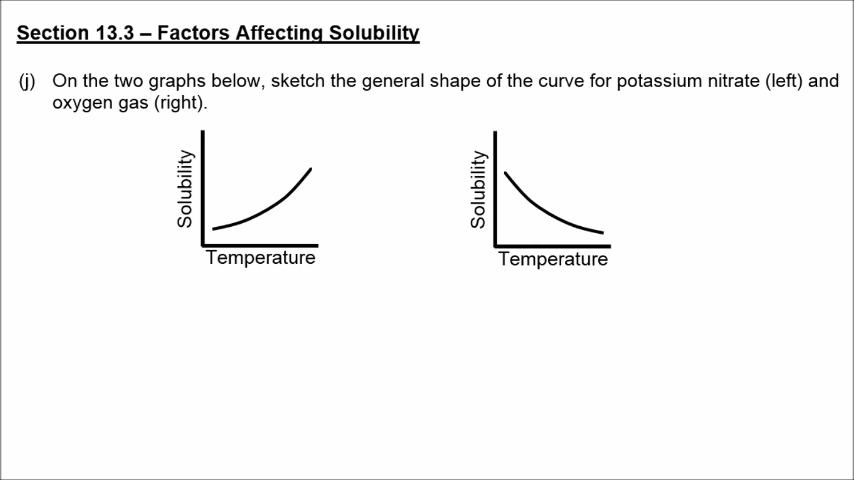 Section 13.3 – Factors Affecting Solubility
(j) On the two graphs below, sketch the general shape of the curve for potassium nitrate (left) and
oxygen gas (right).
Solubility
Temperature
Solubility
Temperature